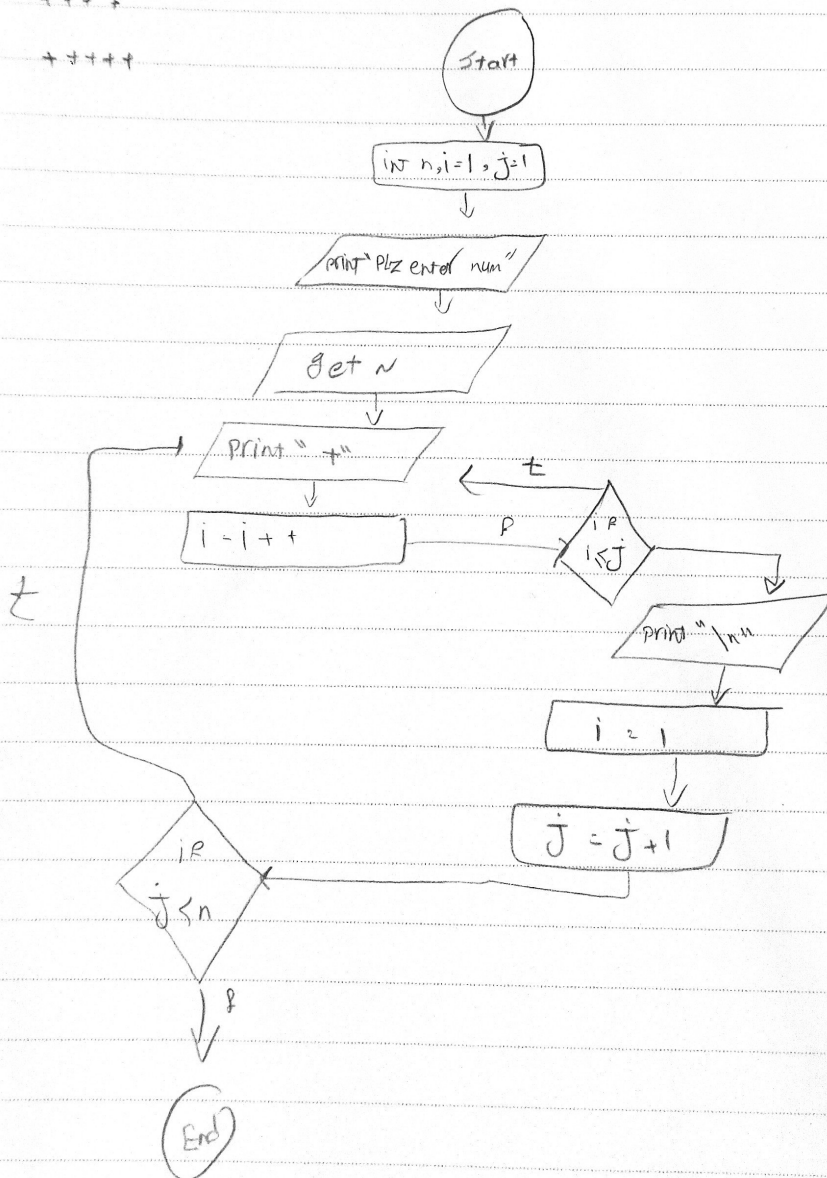 + + + +
+ + + + +
Start
int n, i=1, j=1
print "Plz enter num"
get N
print " +"
t
i = i + +
f
if
i ≤ j
print "\n"
t
i = 1
j = j + 1
if
j < n
f
End